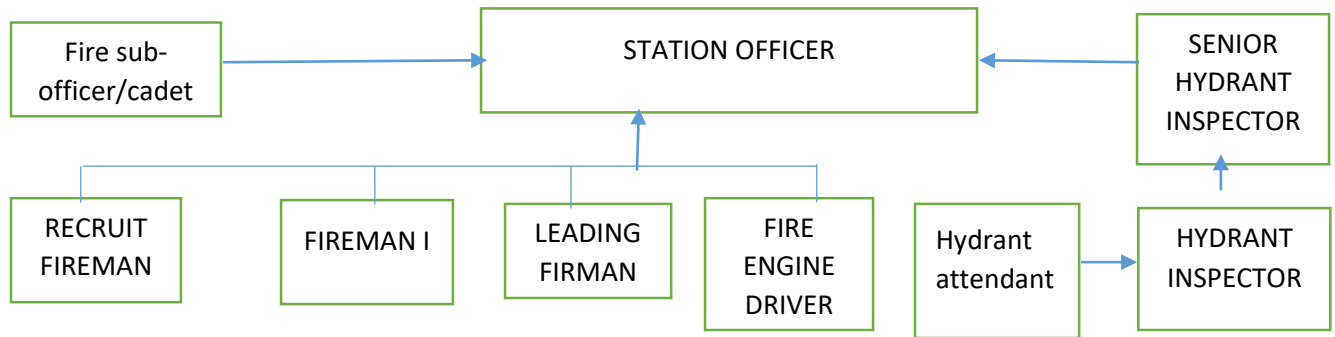 Fire sub-
officer/cadet
STATION OFFICER
SENIOR
HYDRANT
INSPECTOR
RECRUIT
FIREMAN
FIREMAN I
LEADING
FIRMAN
FIRE
ENGINE
DRIVER
Hydrant
attendant
HYDRANT
INSPECTOR